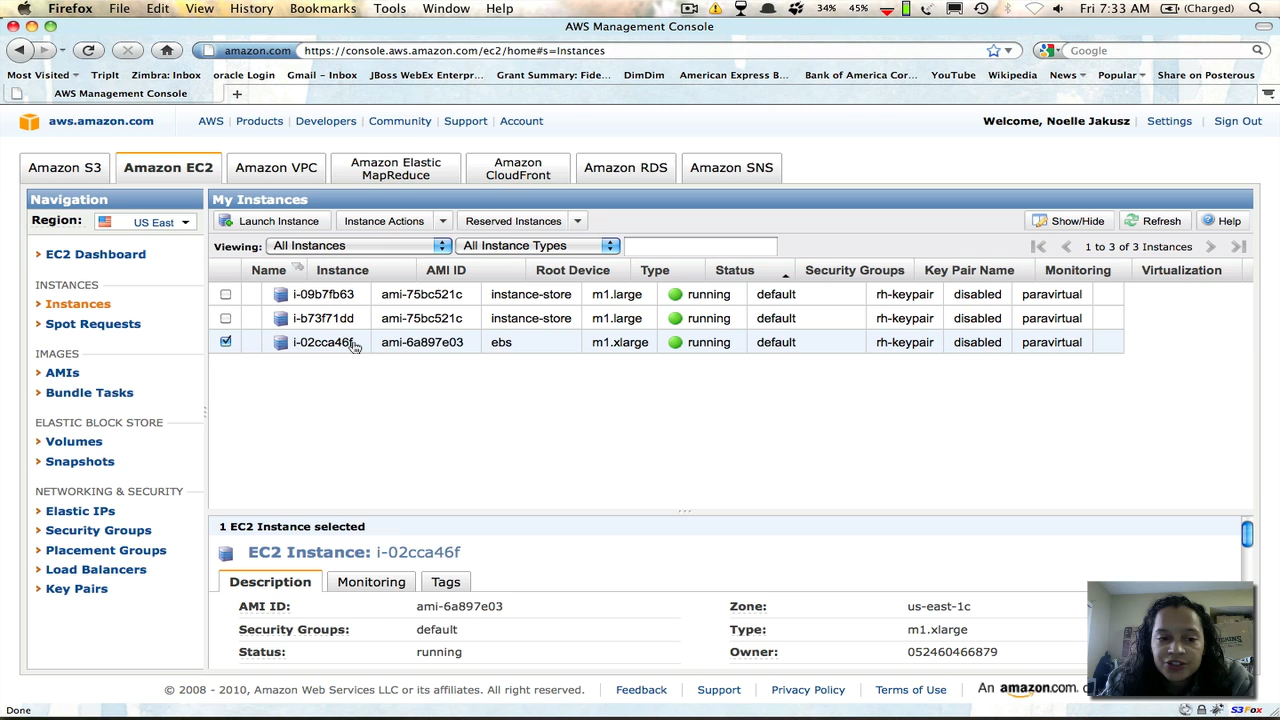 Firefox File Edit View History Bookmarks Tools Window Help 34% 45% Fri 7:33 AM (Charged)
AWS Management Console
amazon.com https://console.aws.amazon.com/ec2/home#s=Instances Google
Most Visited TripIt Zimbra: Inbox oracle Login Gmail - Inbox JBoss WebEx Enterpr... Grant Summary: Fide... DimDim American Express B... Bank of America Cor... YouTube Wikipedia News Popular Share on Posterous
AWS Management Console +
aws.amazon.com AWS Products Developers Community Support Account Welcome, Noelle Jakusz Settings Sign Out
Amazon S3 Amazon EC2 Amazon VPC Amazon Elastic MapReduce Amazon CloudFront Amazon RDS Amazon SNS
Navigation
Region: US East
EC2 Dashboard
INSTANCES
Instances
Spot Requests
IMAGES
AMIs
Bundle Tasks
ELASTIC BLOCK STORE
Volumes
Snapshots
NETWORKING & SECURITY
Elastic IPs
Security Groups
Placement Groups
Load Balancers
Key Pairs
My Instances
Launch Instance Instance Actions Reserved Instances Show/Hide Refresh Help
Viewing: All Instances All Instance Types 1 to 3 of 3 Instances
Name Instance AMI ID Root Device Type Status Security Groups Key Pair Name Monitoring Virtualization
i-09b7fb63 ami-75bc521c instance-store m1.large running default rh-keypair disabled paravirtual
i-b73f71dd ami-75bc521c instance-store m1.large running default rh-keypair disabled paravirtual
i-02cca46f ami-6a897e03 ebs m1.xlarge running default rh-keypair disabled paravirtual
1 EC2 Instance selected
EC2 Instance: i-02cca46f
Description Monitoring Tags
AMI ID: ami-6a897e03 Zone: us-east-1c
Security Groups: default Type: m1.xlarge
Status: running Owner: 052460466879
© 2008 - 2010, Amazon Web Services LLC or its affiliates. All right reserved. Feedback Support Privacy Policy Terms of Use An amazon.com.
Done S3Fox